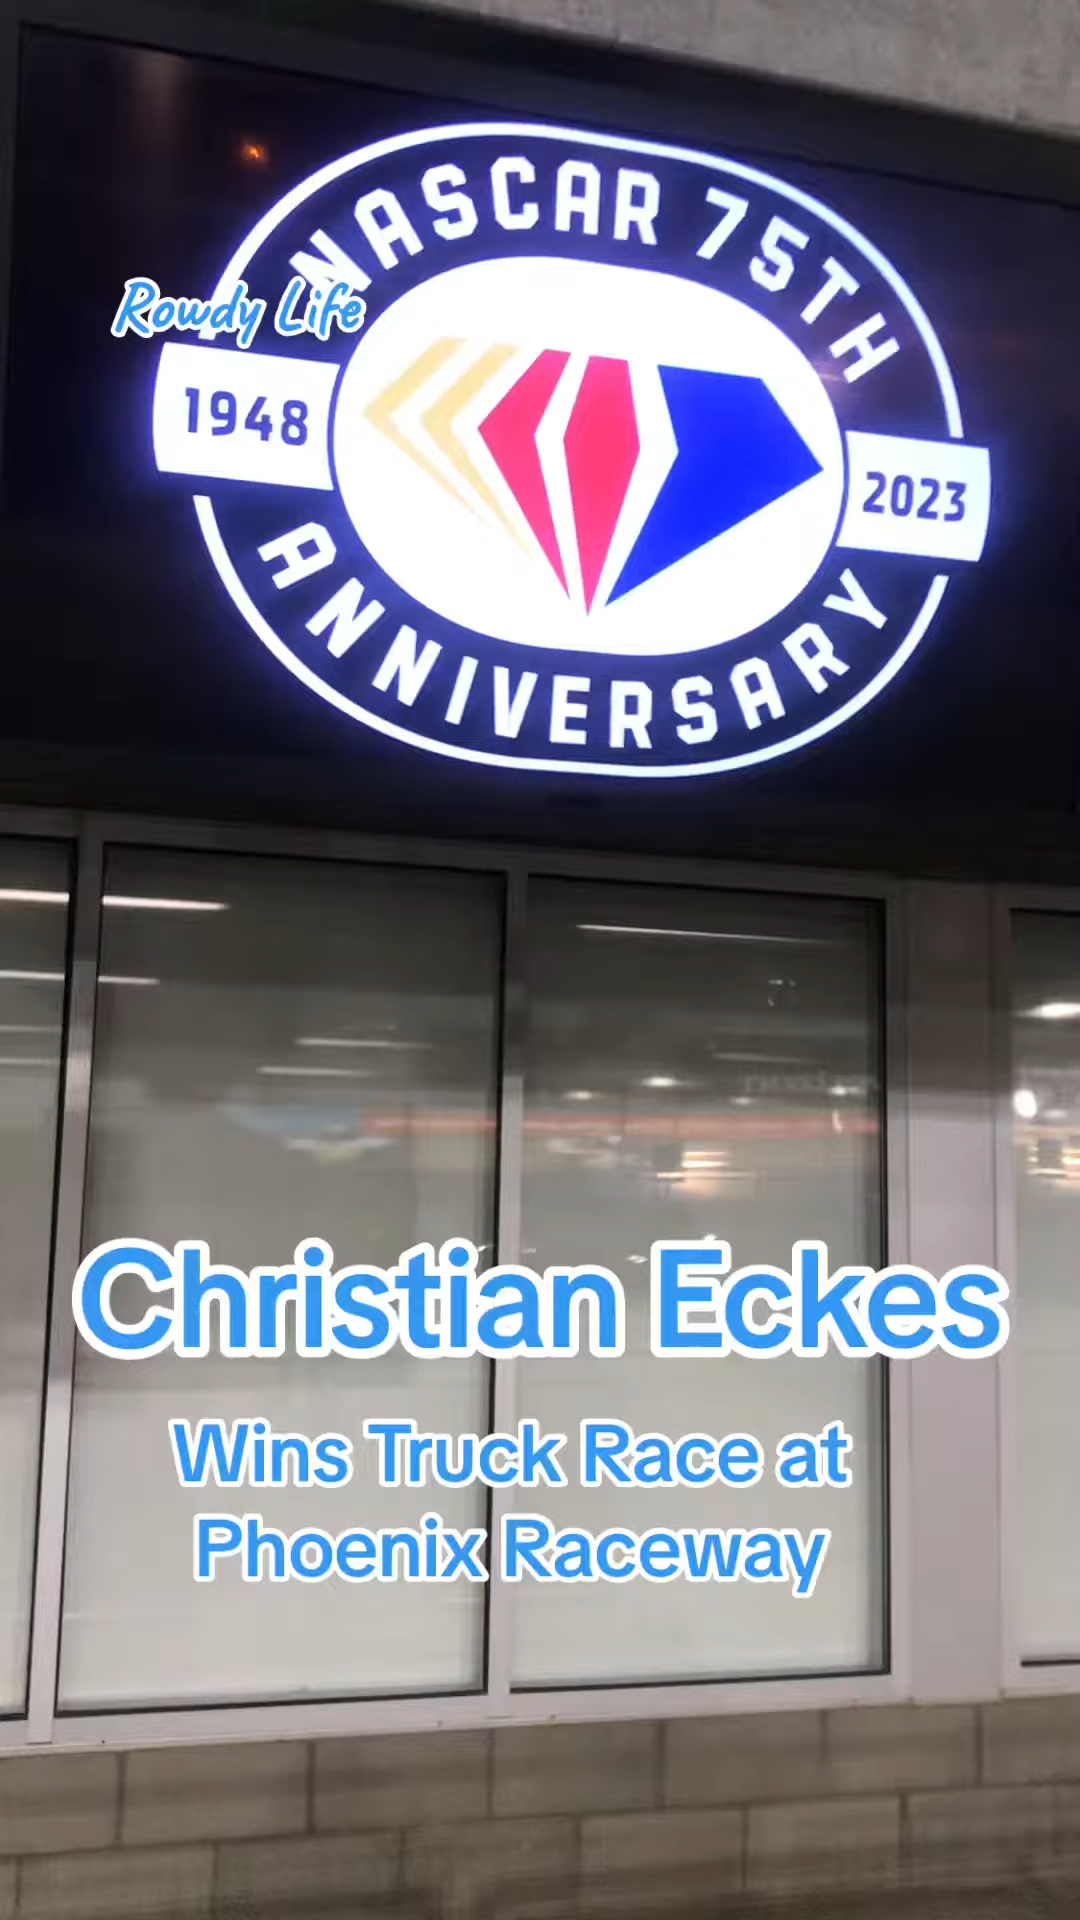 NASCAR 75TH
Rowdy Life
1948
2023
ANNIVERSARY
Christian Eckes
Wins Truck Race at
Phoenix Raceway